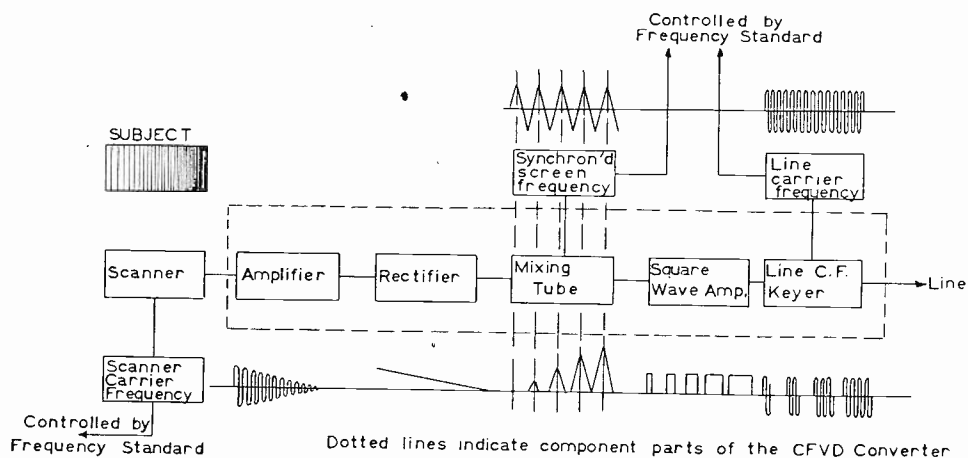 Controlled by
Frequency Standard
SUBJECT
Synchron'd
screen
frequency
Line
carrier
frequency
Scanner
Amplifier
Rectifier
Mixing
Tube
Square
Wave Amp.
Line C.F.
Keyer
Line
Scanner
Carrier
Frequency
Controlled by
Frequency Standard
Dotted lines indicate component parts of the CFVD Converter